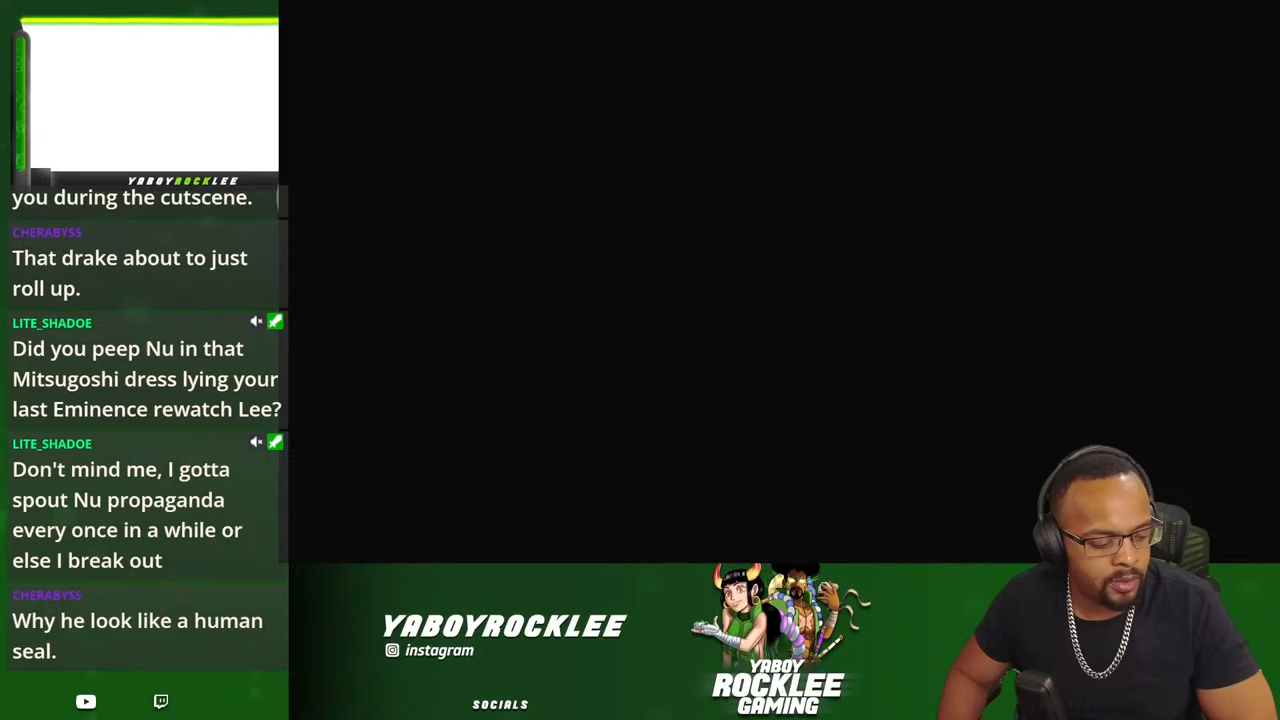 YABOYROCKLEE
you during the cutscene.
CHERABYSS
That drake about to just
roll up.
LITE_SHADOE
Did you peep Nu in that
Mitsugoshi dress lying your
last Eminence rewatch Lee?
LITE_SHADOE
Don't mind me, I gotta
spout Nu propaganda
every once in a while or
else I break out
CHERABYSS
Why he look like a human
seal.
YABOYROCKLEE
instagram
SOCIALS
YABOY
ROCKLEE
GAMING